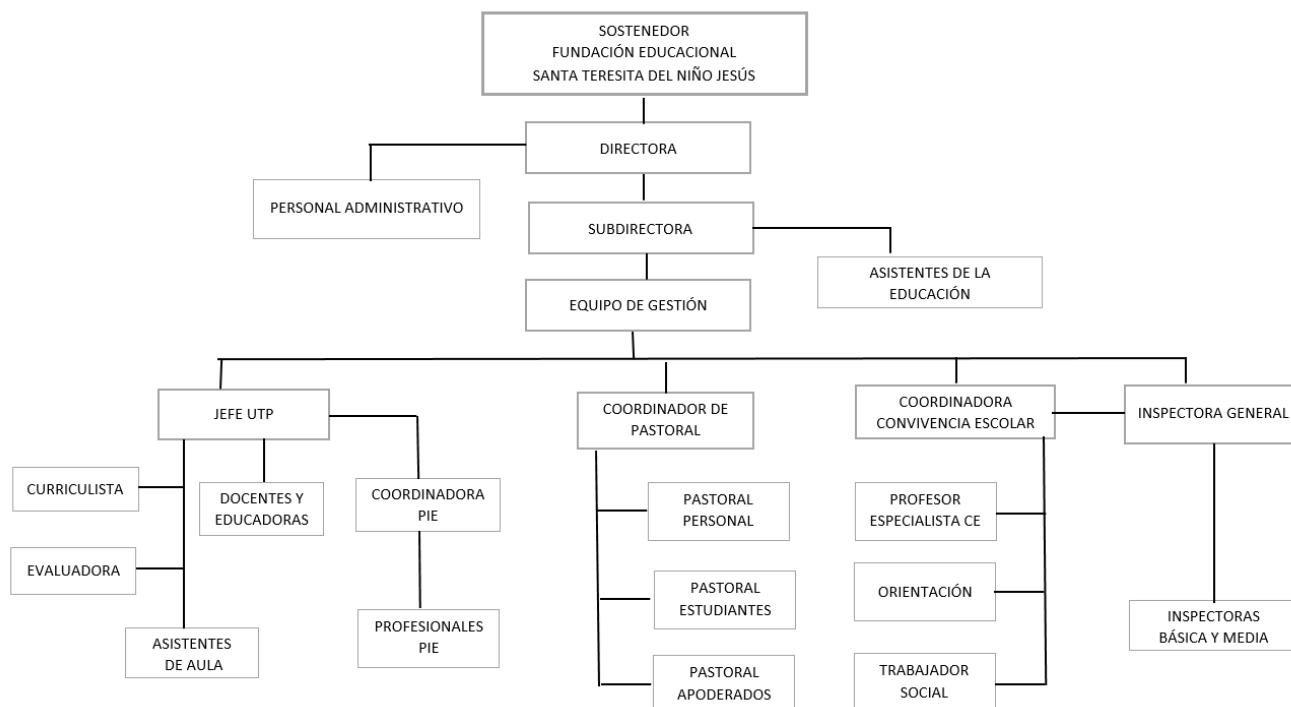 SOSTENEDOR
FUNDACIÓN EDUCACIONAL
SANTA TERESITA DEL NIÑO JESÚS
DIRECTORA
PERSONAL ADMINISTRATIVO
SUBDIRECTORA
ASISTENTES DE LA
EDUCACIÓN
EQUIPO DE GESTIÓN
JEFE UTP
COORDINADOR DE
PASTORAL
COORDINADORA
CONVIVENCIA ESCOLAR
INSPECTORA GENERAL
CURRICULISTA
DOCENTES Y
EDUCADORAS
COORDINADORA
PIE
EVALUADORA
ASISTENTES
DE AULA
PROFESIONALES
PIE
PASTORAL
PERSONAL
PASTORAL
ESTUDIANTES
PASTORAL
APODERADOS
PROFESOR
ESPECIALISTA CE
ORIENTACIÓN
TRABAJADOR
SOCIAL
INSPECTORAS
BÁSICA Y MEDIA